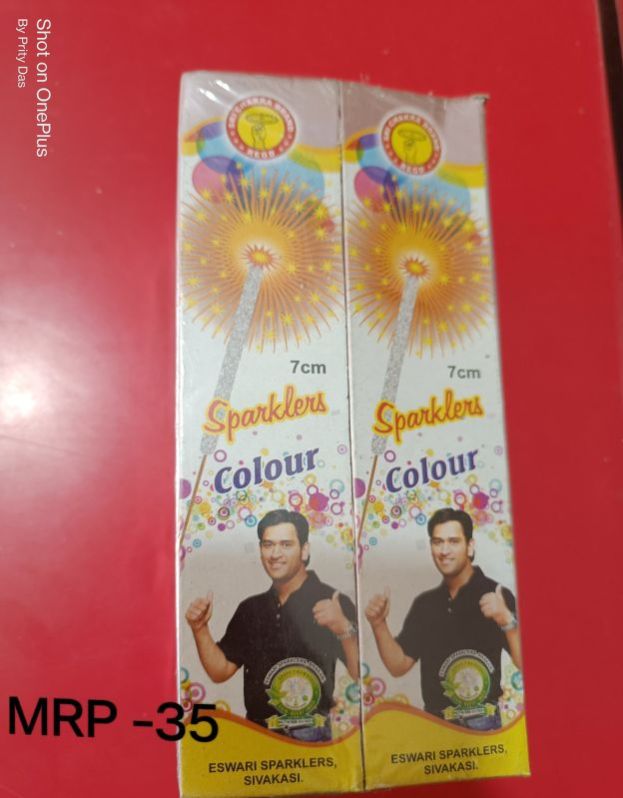 Shot on OnePlus
By Prity Das
7cm
Sparklers
Colour
ESWARI SPARKLERS,
SIVAKASI.
7cm
Sparklers
Colour
ESWARI SPARKLERS,
SIVAKASI.
MRP -35